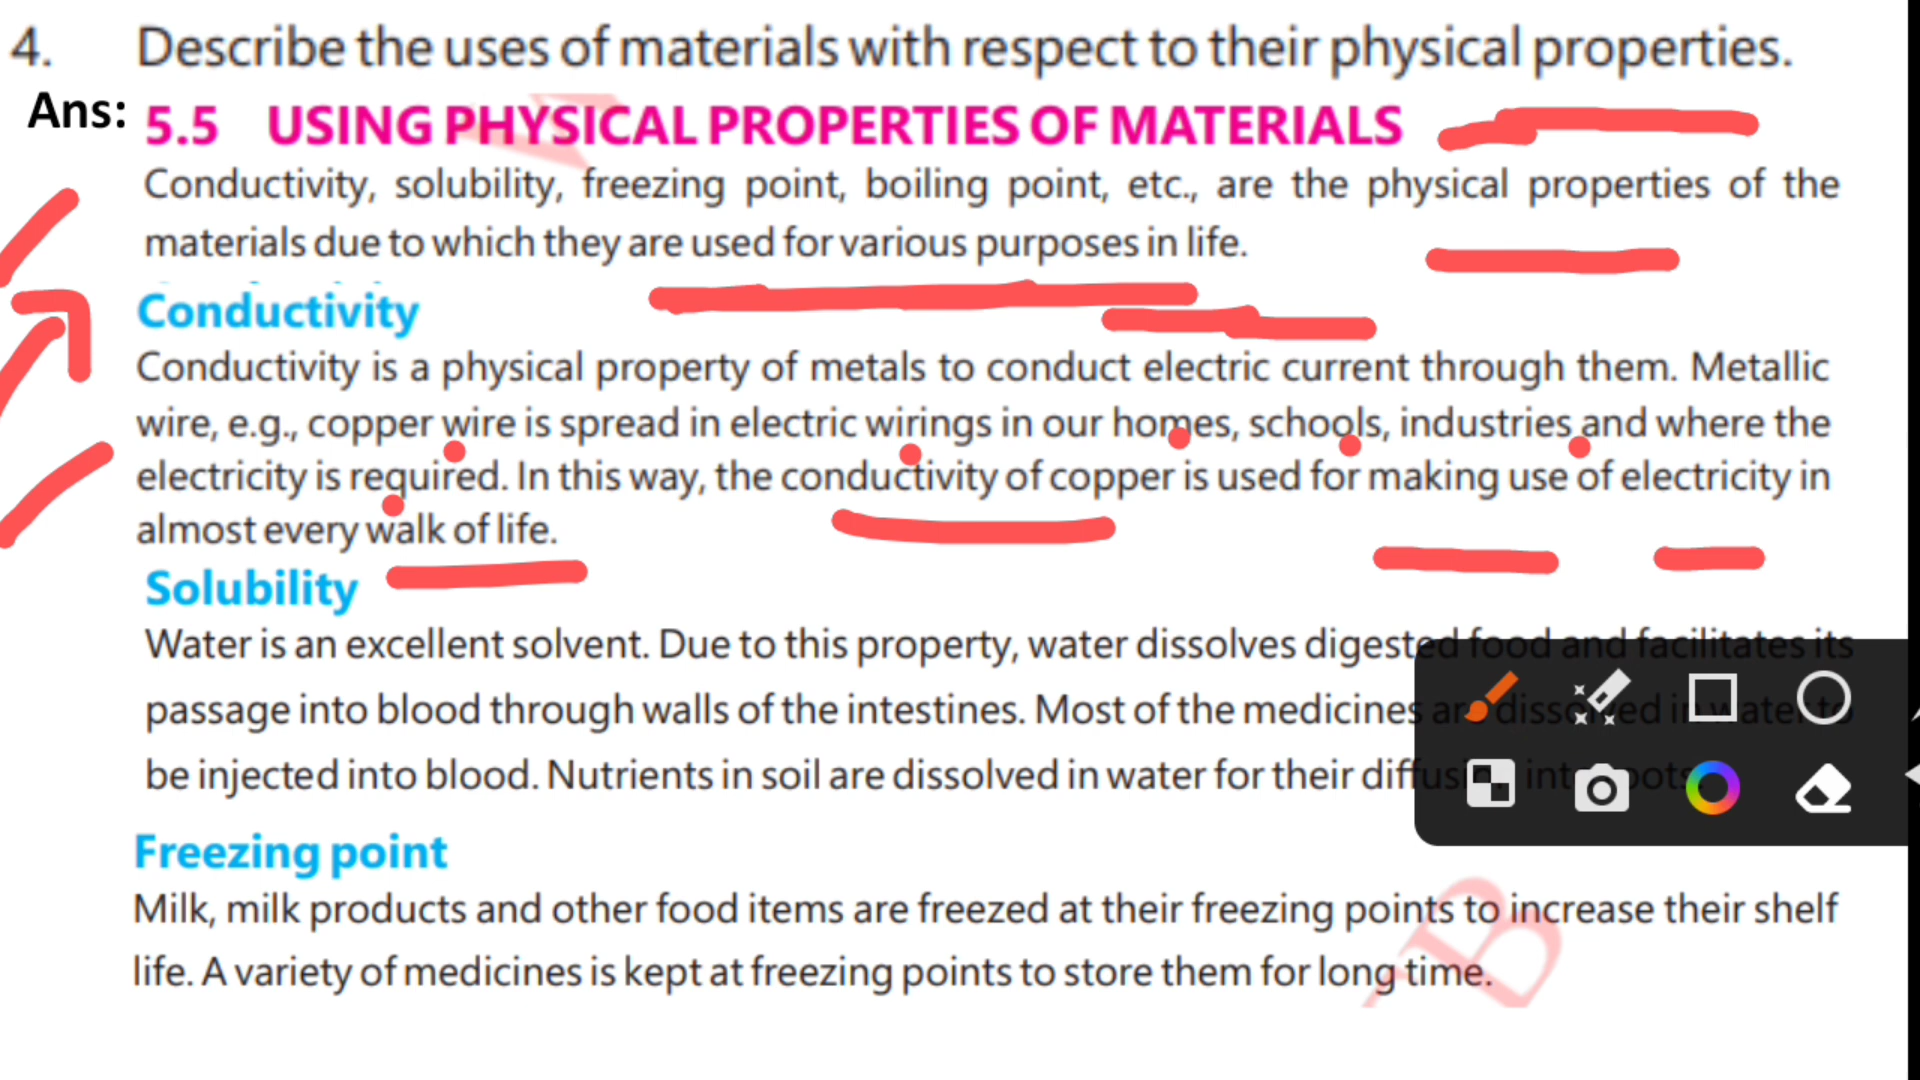 4. Describe the uses of materials with respect to their physical properties.
Ans: 5.5 USING PHYSICAL PROPERTIES OF MATERIALS
Conductivity, solubility, freezing point, boiling point, etc., are the physical properties of the
materials due to which they are used for various purposes in life.
Conductivity
Conductivity is a physical property of metals to conduct electric current through them. Metallic
wire, e.g., copper wire is spread in electric wirings in our homes, schools, industries and where the
electricity is required. In this way, the conductivity of copper is used for making use of electricity in
almost every walk of life.
Solubility
Water is an excellent solvent. Due to this property, water dissolves digested food and facilitates its
passage into blood through walls of the intestines. Most of the medicines are dissolved in water to
be injected into blood. Nutrients in soil are dissolved in water for their
Freezing point
Milk, milk products and other food items are freezed at their freezing points to increase their shelf
life. A variety of medicines is kept at freezing points to store them for long time.